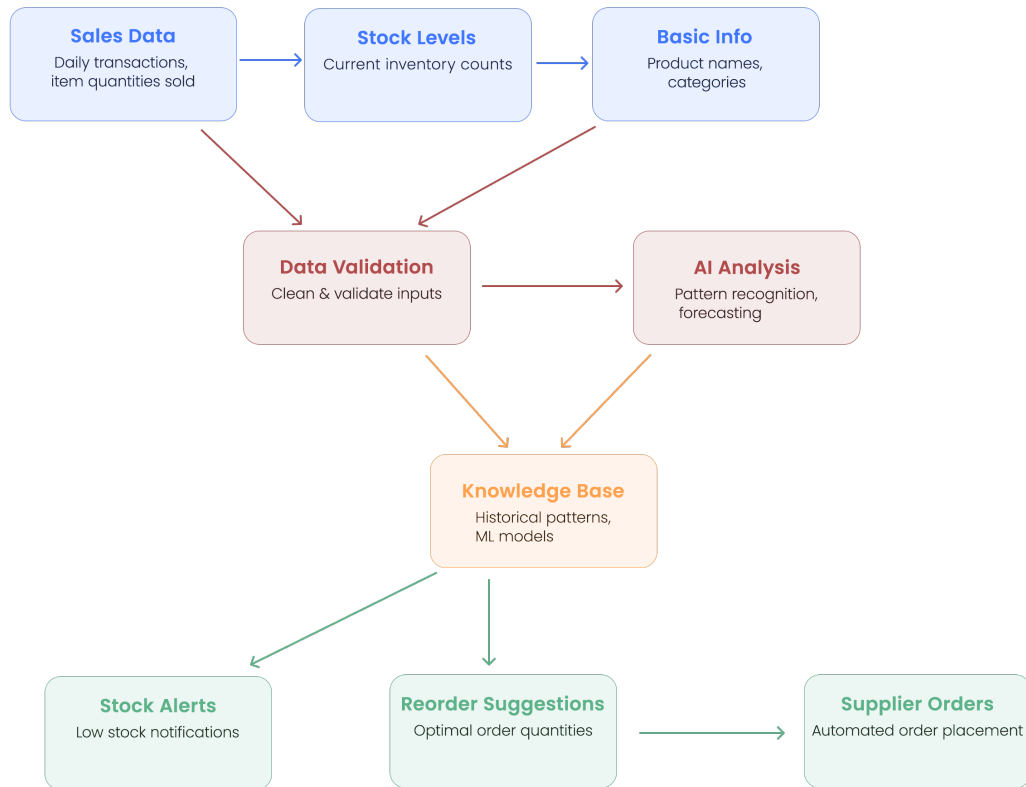 Sales Data
Daily transactions,
item quantities sold
Stock Levels
Current inventory counts
Basic Info
Product names,
categories
Data Validation
Clean & validate inputs
AI Analysis
Pattern recognition,
forecasting
Knowledge Base
Historical patterns,
ML models
Stock Alerts
Low stock notifications
Reorder Suggestions
Optimal order quantities
Supplier Orders
Automated order placement